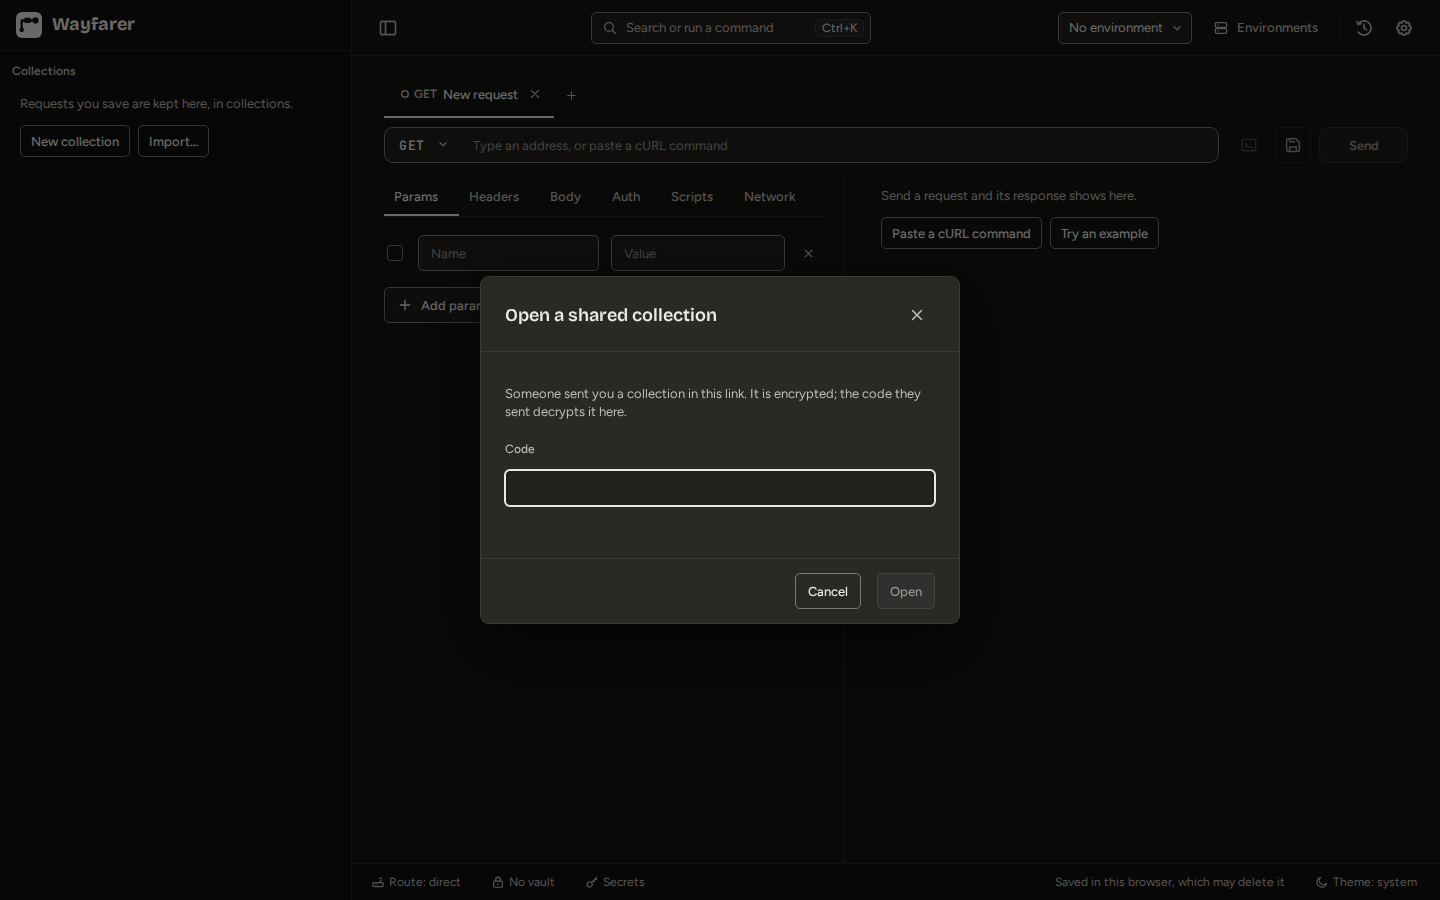 Wayfarer
Search or run a command
Ctrl+K
No environment
Environments
Collections
Requests you save are kept here, in collections.
New collection
Import...
GET New request
GET
Type an address, or paste a cURL command
Send
Params
Headers
Body
Auth
Scripts
Network
Name
Value
Add param
Send a request and its response shows here.
Paste a cURL command
Try an example
Open a shared collection
Someone sent you a collection in this link. It is encrypted; the code they
sent decrypts it here.
Code
Cancel
Open
Route: direct
No vault
Secrets
Saved in this browser, which may delete it
Theme: system